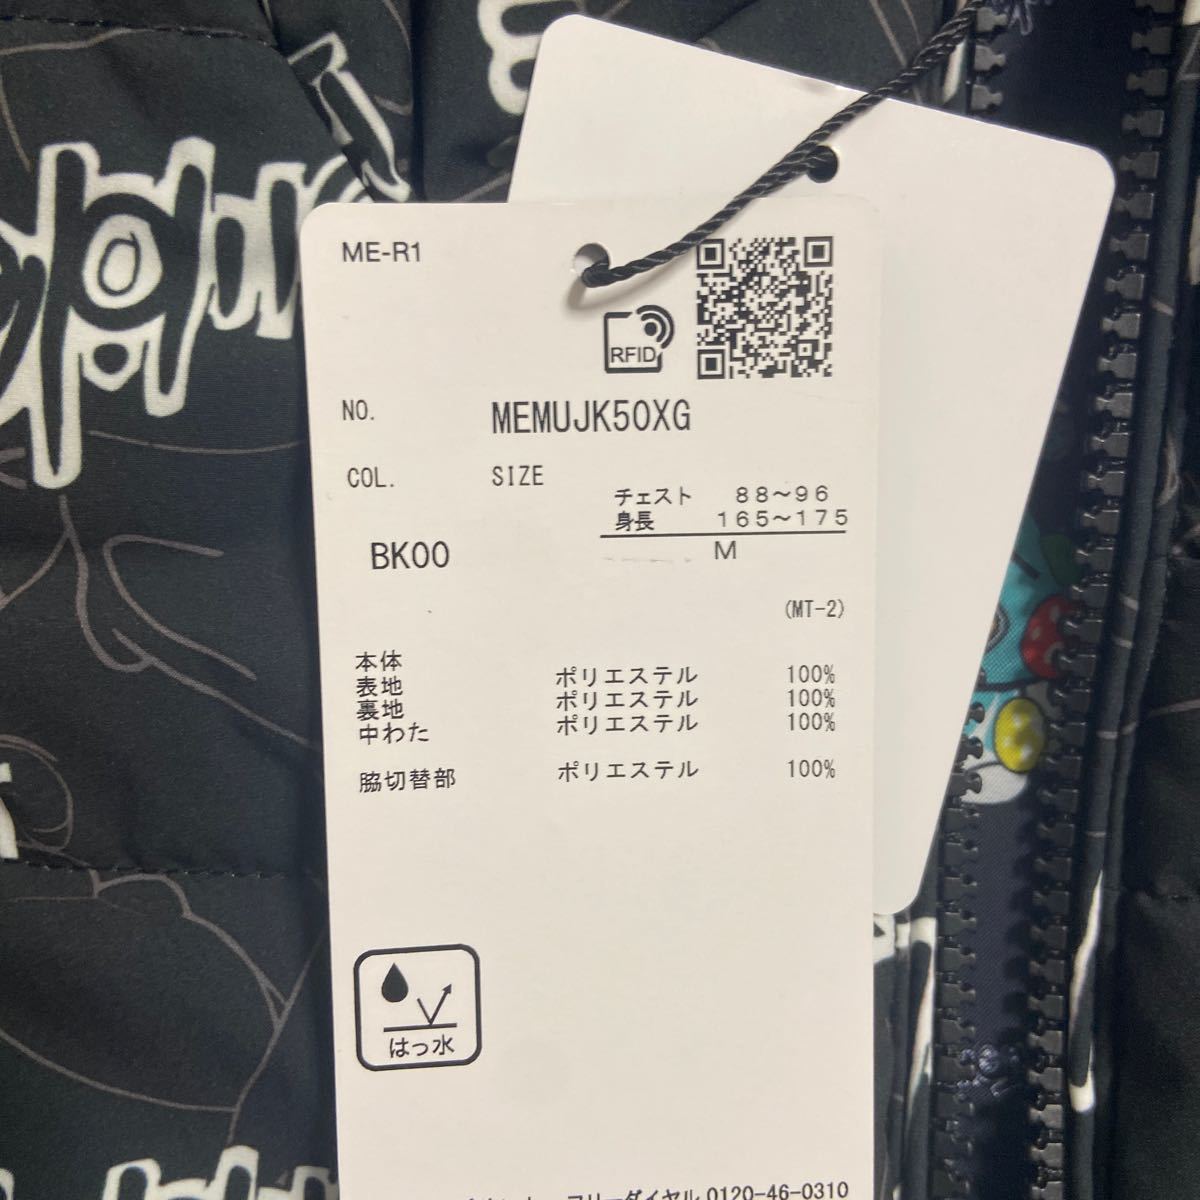 ME-R1
RFID
NO. MEMUJK50XG
COL. SIZE
チェスト 88〜96
身長 165〜175
BK00 M
(MT-2)
本体
表地 ポリエステル 100%
裏地 ポリエステル 100%
中わた ポリエステル 100%
脇切替部 ポリエステル 100%
はっ水
フリーダイヤル 0120-46-0310